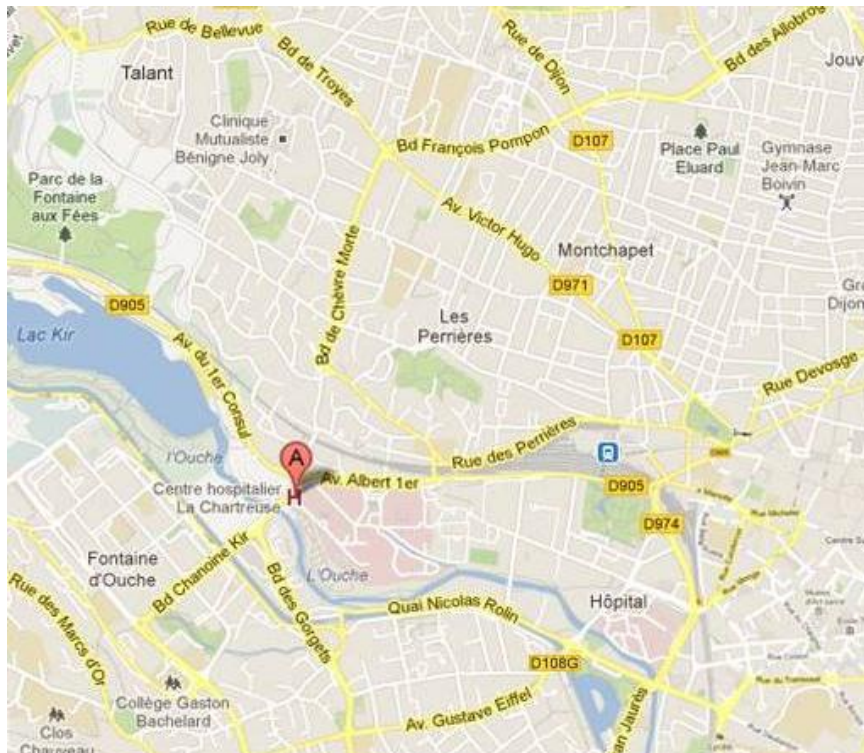 Rue de Bellevue
Bd de Troyes
Rue de Dijon
Bd des Allobrog
Talant
Jouv
Clinique
Mutualiste
Bénigne Joly
Bd François Pompon
D107
Place Paul
Eluard
Gymnase
Jean-Marc
Boivin
Parc de la
Fontaine
aux Fées
Av. Victor Hugo
Montchapet
D971
Gr
Dijon
D905
Bd de Chèvre Morte
Les
Perrières
Lac Kir
D107
Av. du 1er Consul
Rue Devosge
l'Ouche
A
Rue des Perrières
Centre hospitalier
La Chartreuse
H
Av. Albert 1er
D905
Rue Michelet
D974
Fontaine
d'Ouche
Bd Chanoine Kir
L'Ouche
Rue des Marcs d'Or
Bd des Gorgets
Quai Nicolas Rolin
Hôpital
D108G
Collège Gaston
Bachelard
Av. Gustave Eiffel
an Jaurès
Clos
Chauveau